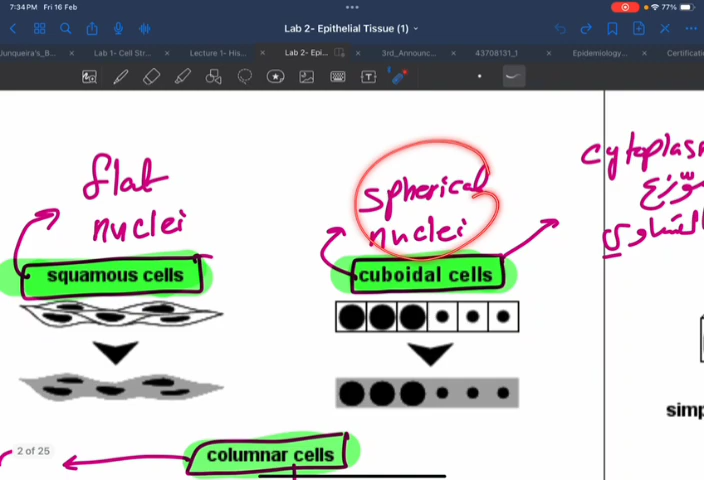 7:34 PM Fri 16 Feb
77%
Lab 2- Epithelial Tissue (1)
Junqueira's_B...
Lab 1- Cell Str...
Lecture 1- His...
Lab 2- Epi...
3rd_Announc...
43708131_1
Epidemiology...
Certificati
flat
nuclei
spherical
nuclei
cytoplasm
موزع
squamous cells
cuboidal cells
simp
2 of 25
columnar cells